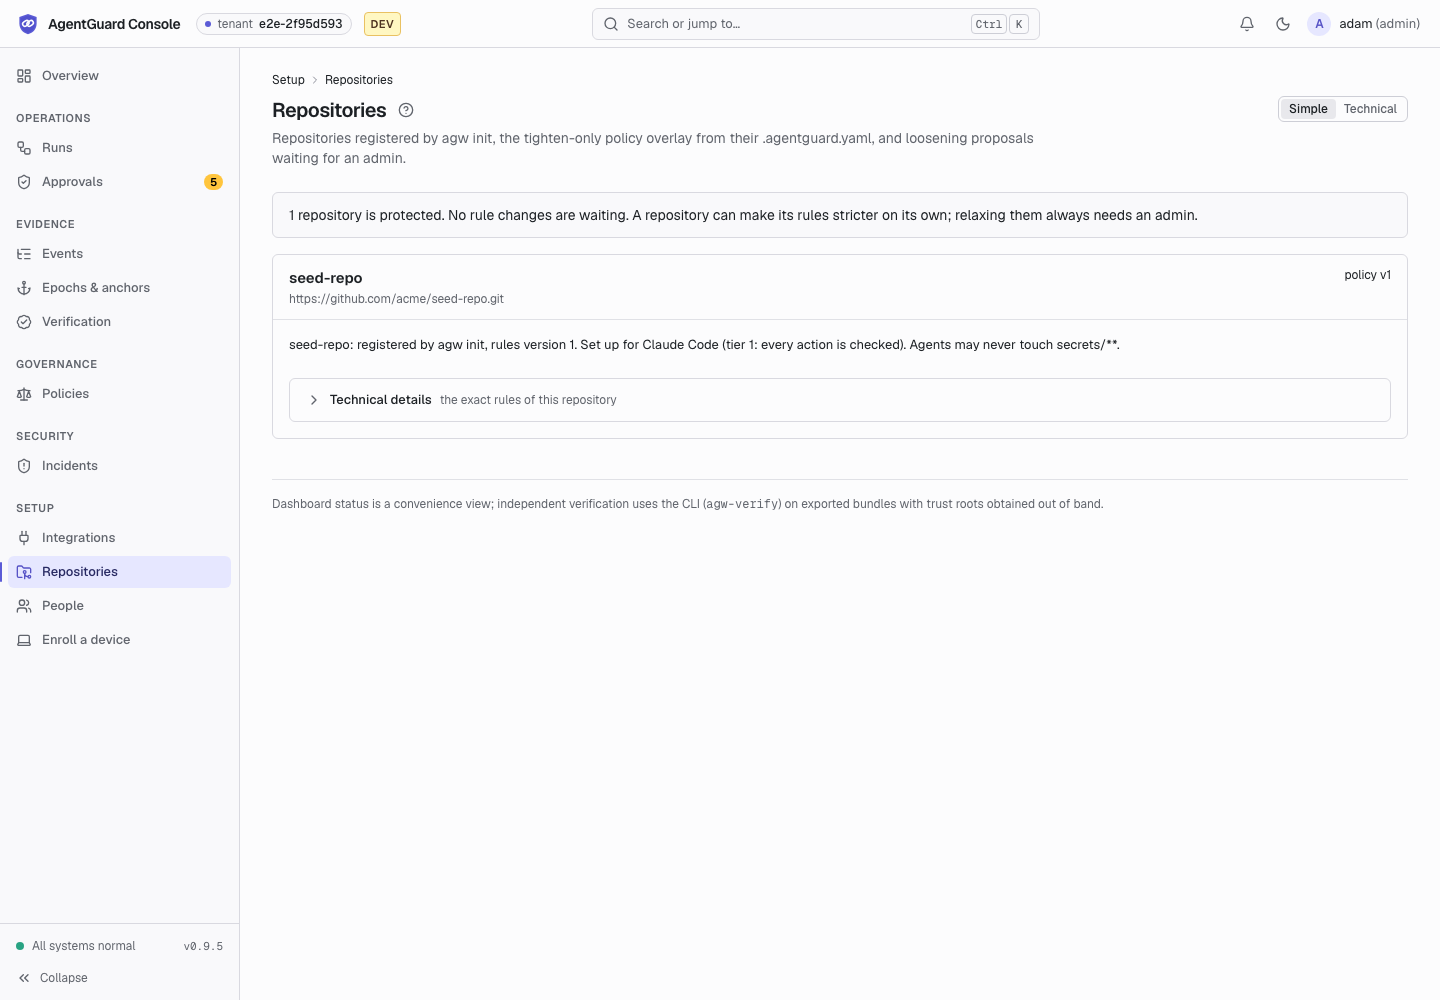 AgentGuard Console
tenant e2e-2f95d593
DEV
Search or jump to...
Ctrl K
A
adam (admin)
Overview
OPERATIONS
Runs
Approvals 5
EVIDENCE
Events
Epochs & anchors
Verification
GOVERNANCE
Policies
SECURITY
Incidents
SETUP
Integrations
Repositories
People
Enroll a device
All systems normal v0.9.5
Collapse
Setup Repositories
Repositories
Simple Technical
Repositories registered by agw init, the tighten-only policy overlay from their .agentguard.yaml, and loosening proposals
waiting for an admin.
1 repository is protected. No rule changes are waiting. A repository can make its rules stricter on its own; relaxing them always needs an admin.
seed-repo policy v1
https://github.com/acme/seed-repo.git
seed-repo: registered by agw init, rules version 1. Set up for Claude Code (tier 1: every action is checked). Agents may never touch secrets/**.
Technical details the exact rules of this repository
Dashboard status is a convenience view; independent verification uses the CLI (agw-verify) on exported bundles with trust roots obtained out of band.